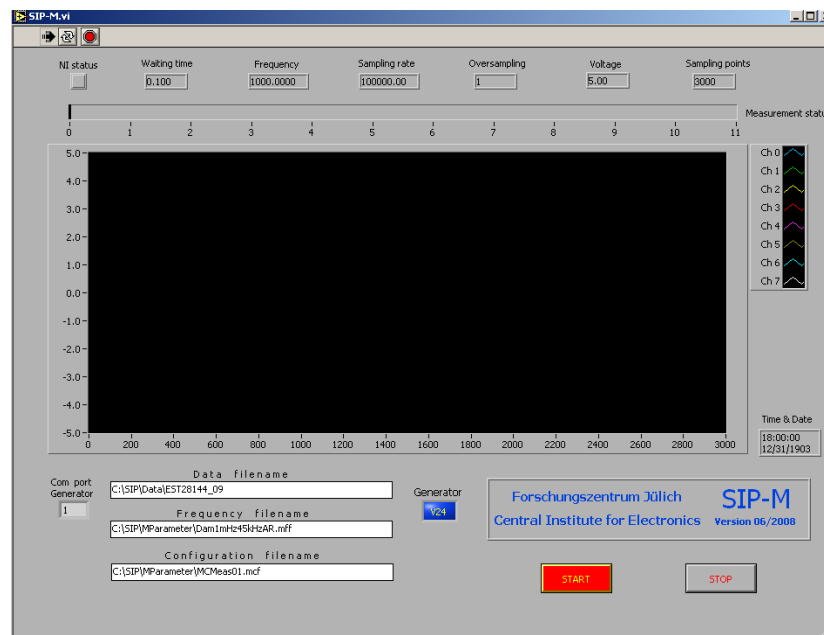 SIP-M.vi
NI status Waiting time Frequency Sampling rate Oversampling Voltage Sampling points
0.100 1000.0000 100000.00 1 5.00 3000
Measurement statu
0 1 2 3 4 5 6 7 8 9 10 11
5.0
4.0
3.0
2.0
1.0
0.0
-1.0
-2.0
-3.0
-4.0
-5.0
0 200 400 600 800 1000 1200 1400 1600 1800 2000 2200 2400 2600 2800 3000
Ch 0
Ch 1
Ch 2
Ch 3
Ch 4
Ch 5
Ch 6
Ch 7
Time & Date
18:00:00
12/31/1903
Com port
Generator
1
Data filename
C:\SIP\Data\EST28144_09
Frequency filename
C:\SIP\MParameter\Dam1mHz45kHzAR.mff
Configuration filename
C:\SIP\MParameter\MCMeas01.mcf
Generator
V24
Forschungszentrum Jülich
Central Institute for Electronics
SIP-M
Version 06/2008
START
STOP